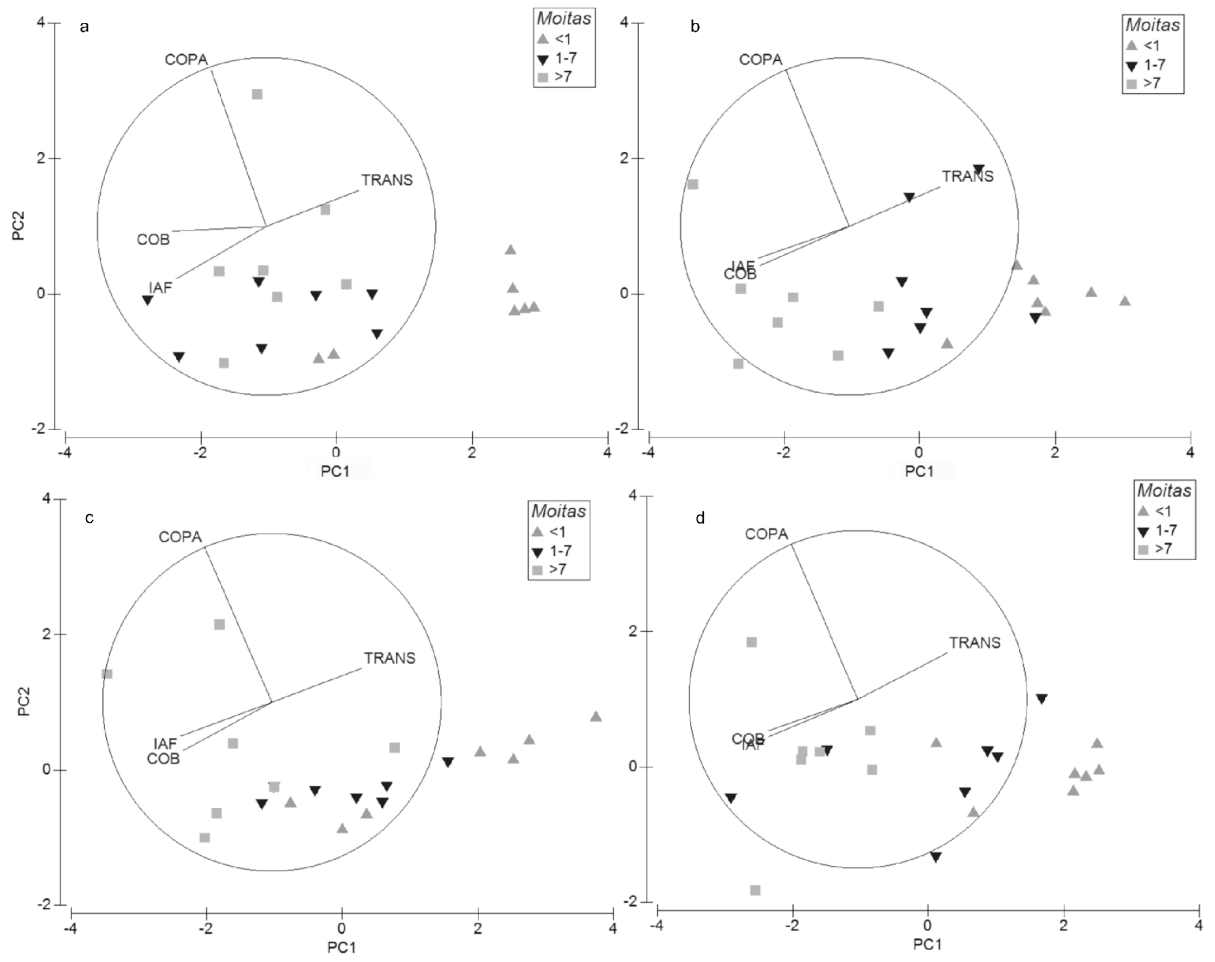 a
4
2
0
-2
PC2
COPA
TRANS
COB
IAF
Moitas
<1
1-7
>7
-4
-2
0
2
4
PC1
b
4
2
0
-2
COPA
TRANS
IAF
COB
Moitas
<1
1-7
>7
-4
-2
0
2
4
PC1
c
4
2
0
-2
PC2
COPA
TRANS
IAF
COB
Moitas
<1
1-7
>7
-4
-2
0
2
4
PC1
d
4
2
0
-2
COPA
TRANS
COB
IAF
Moitas
<1
1-7
>7
-4
-2
0
2
4
PC1